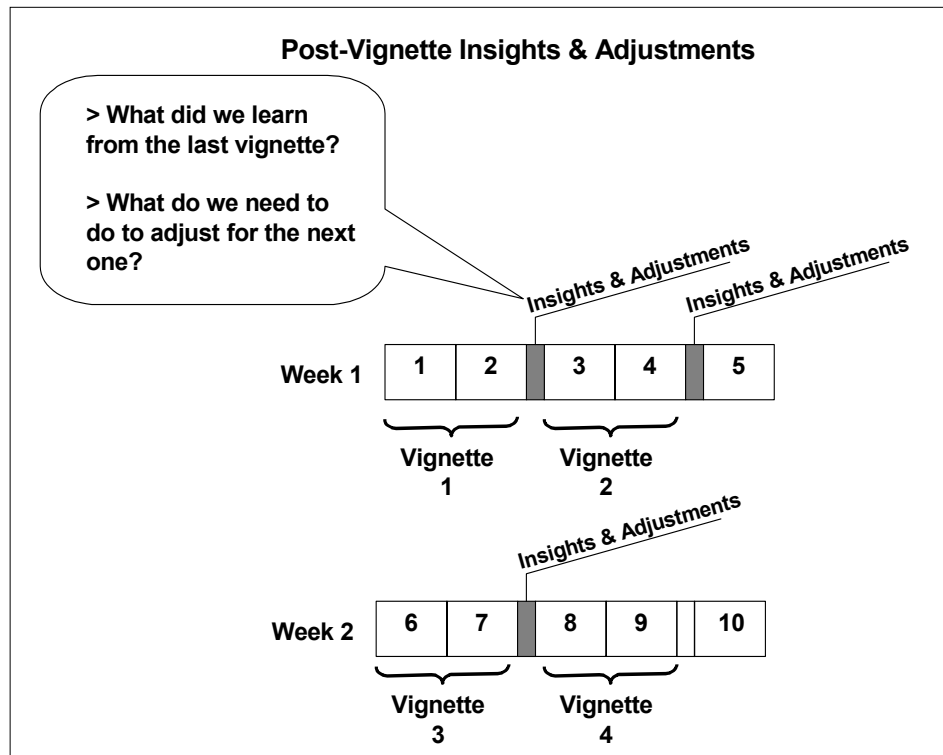 Post-Vignette Insights & Adjustments
> What did we learn
from the last vignette?
> What do we need to
do to adjust for the next
one?
Insights & Adjustments
Insights & Adjustments
Week 1
1 2 3 4 5
Vignette
1
Vignette
2
Insights & Adjustments
Week 2
6 7 8 9 10
Vignette
3
Vignette
4